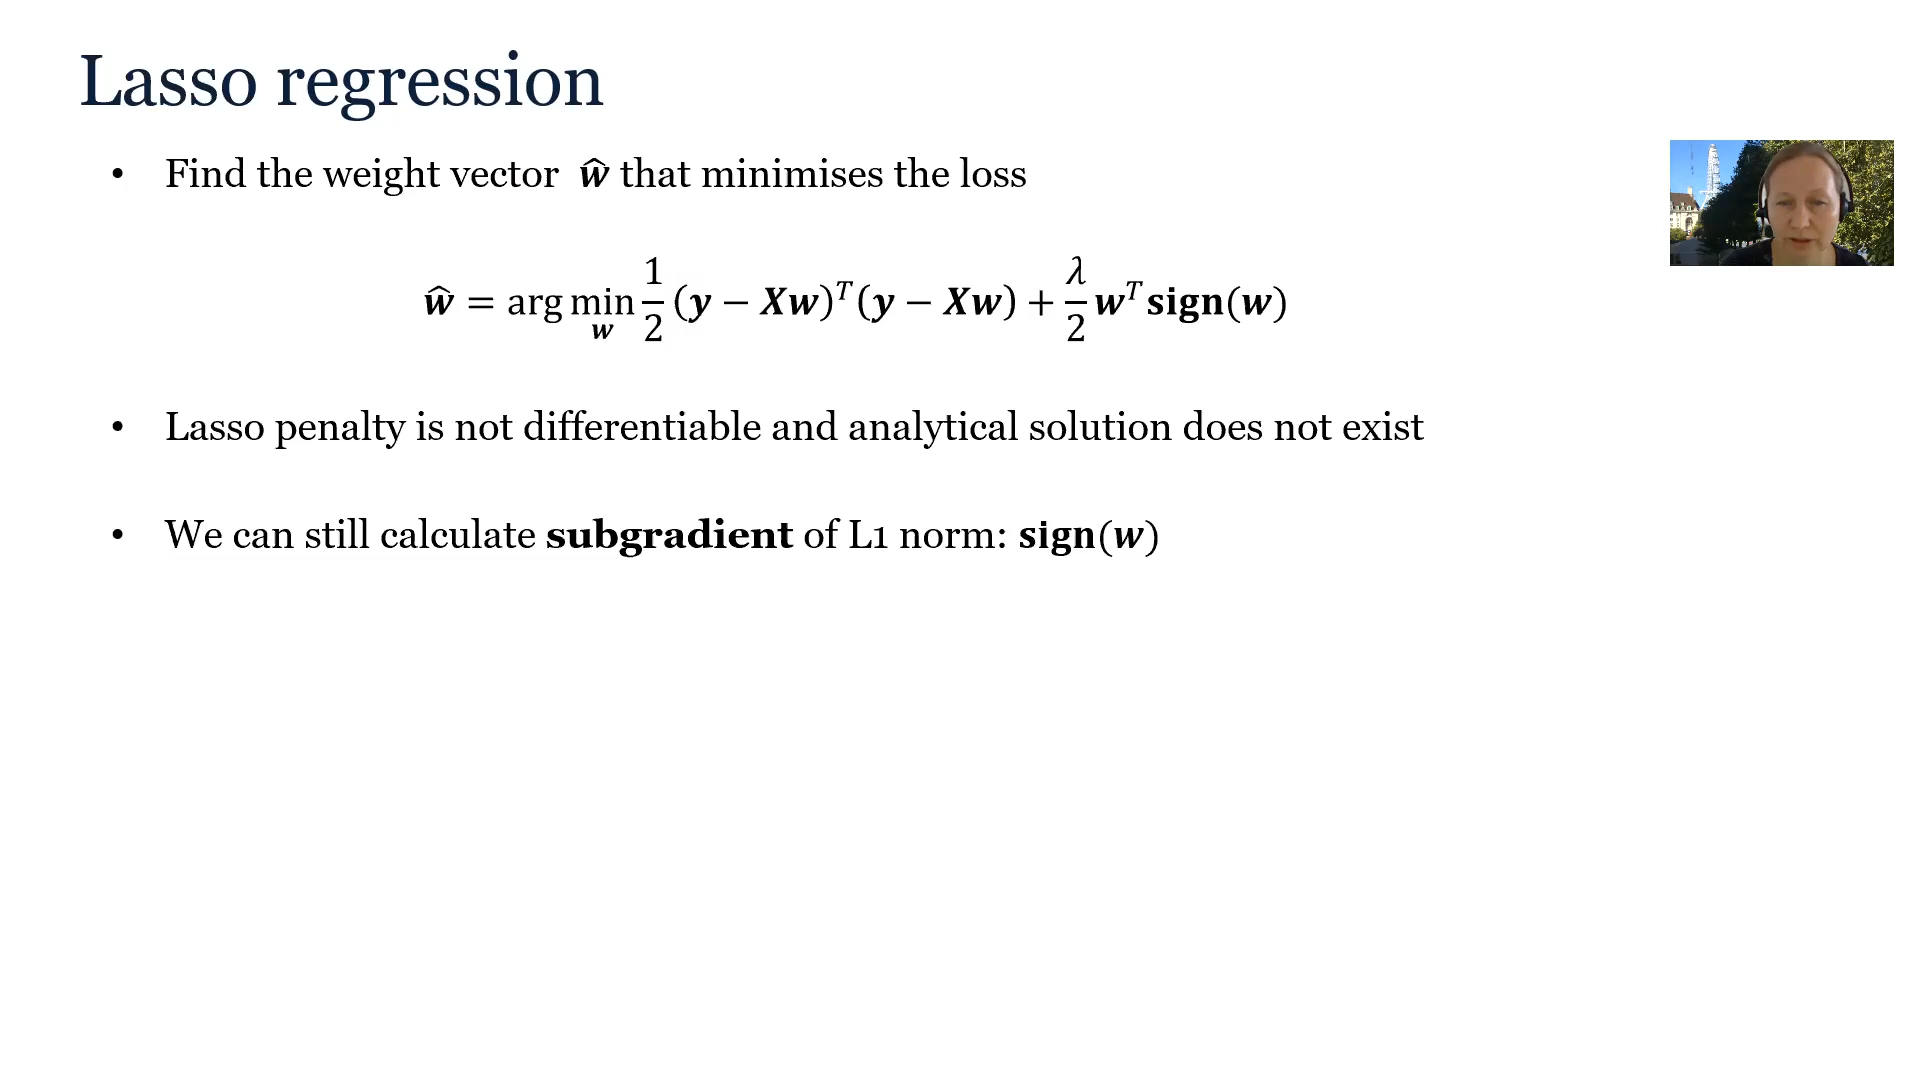 Lasso regression
• Find the weight vector ŵ that minimises the loss
ŵ = arg min_w 1/2 (y − Xw)^T (y − Xw) + λ/2 w^T sign(w)
• Lasso penalty is not differentiable and analytical solution does not exist
• We can still calculate subgradient of L1 norm: sign(w)